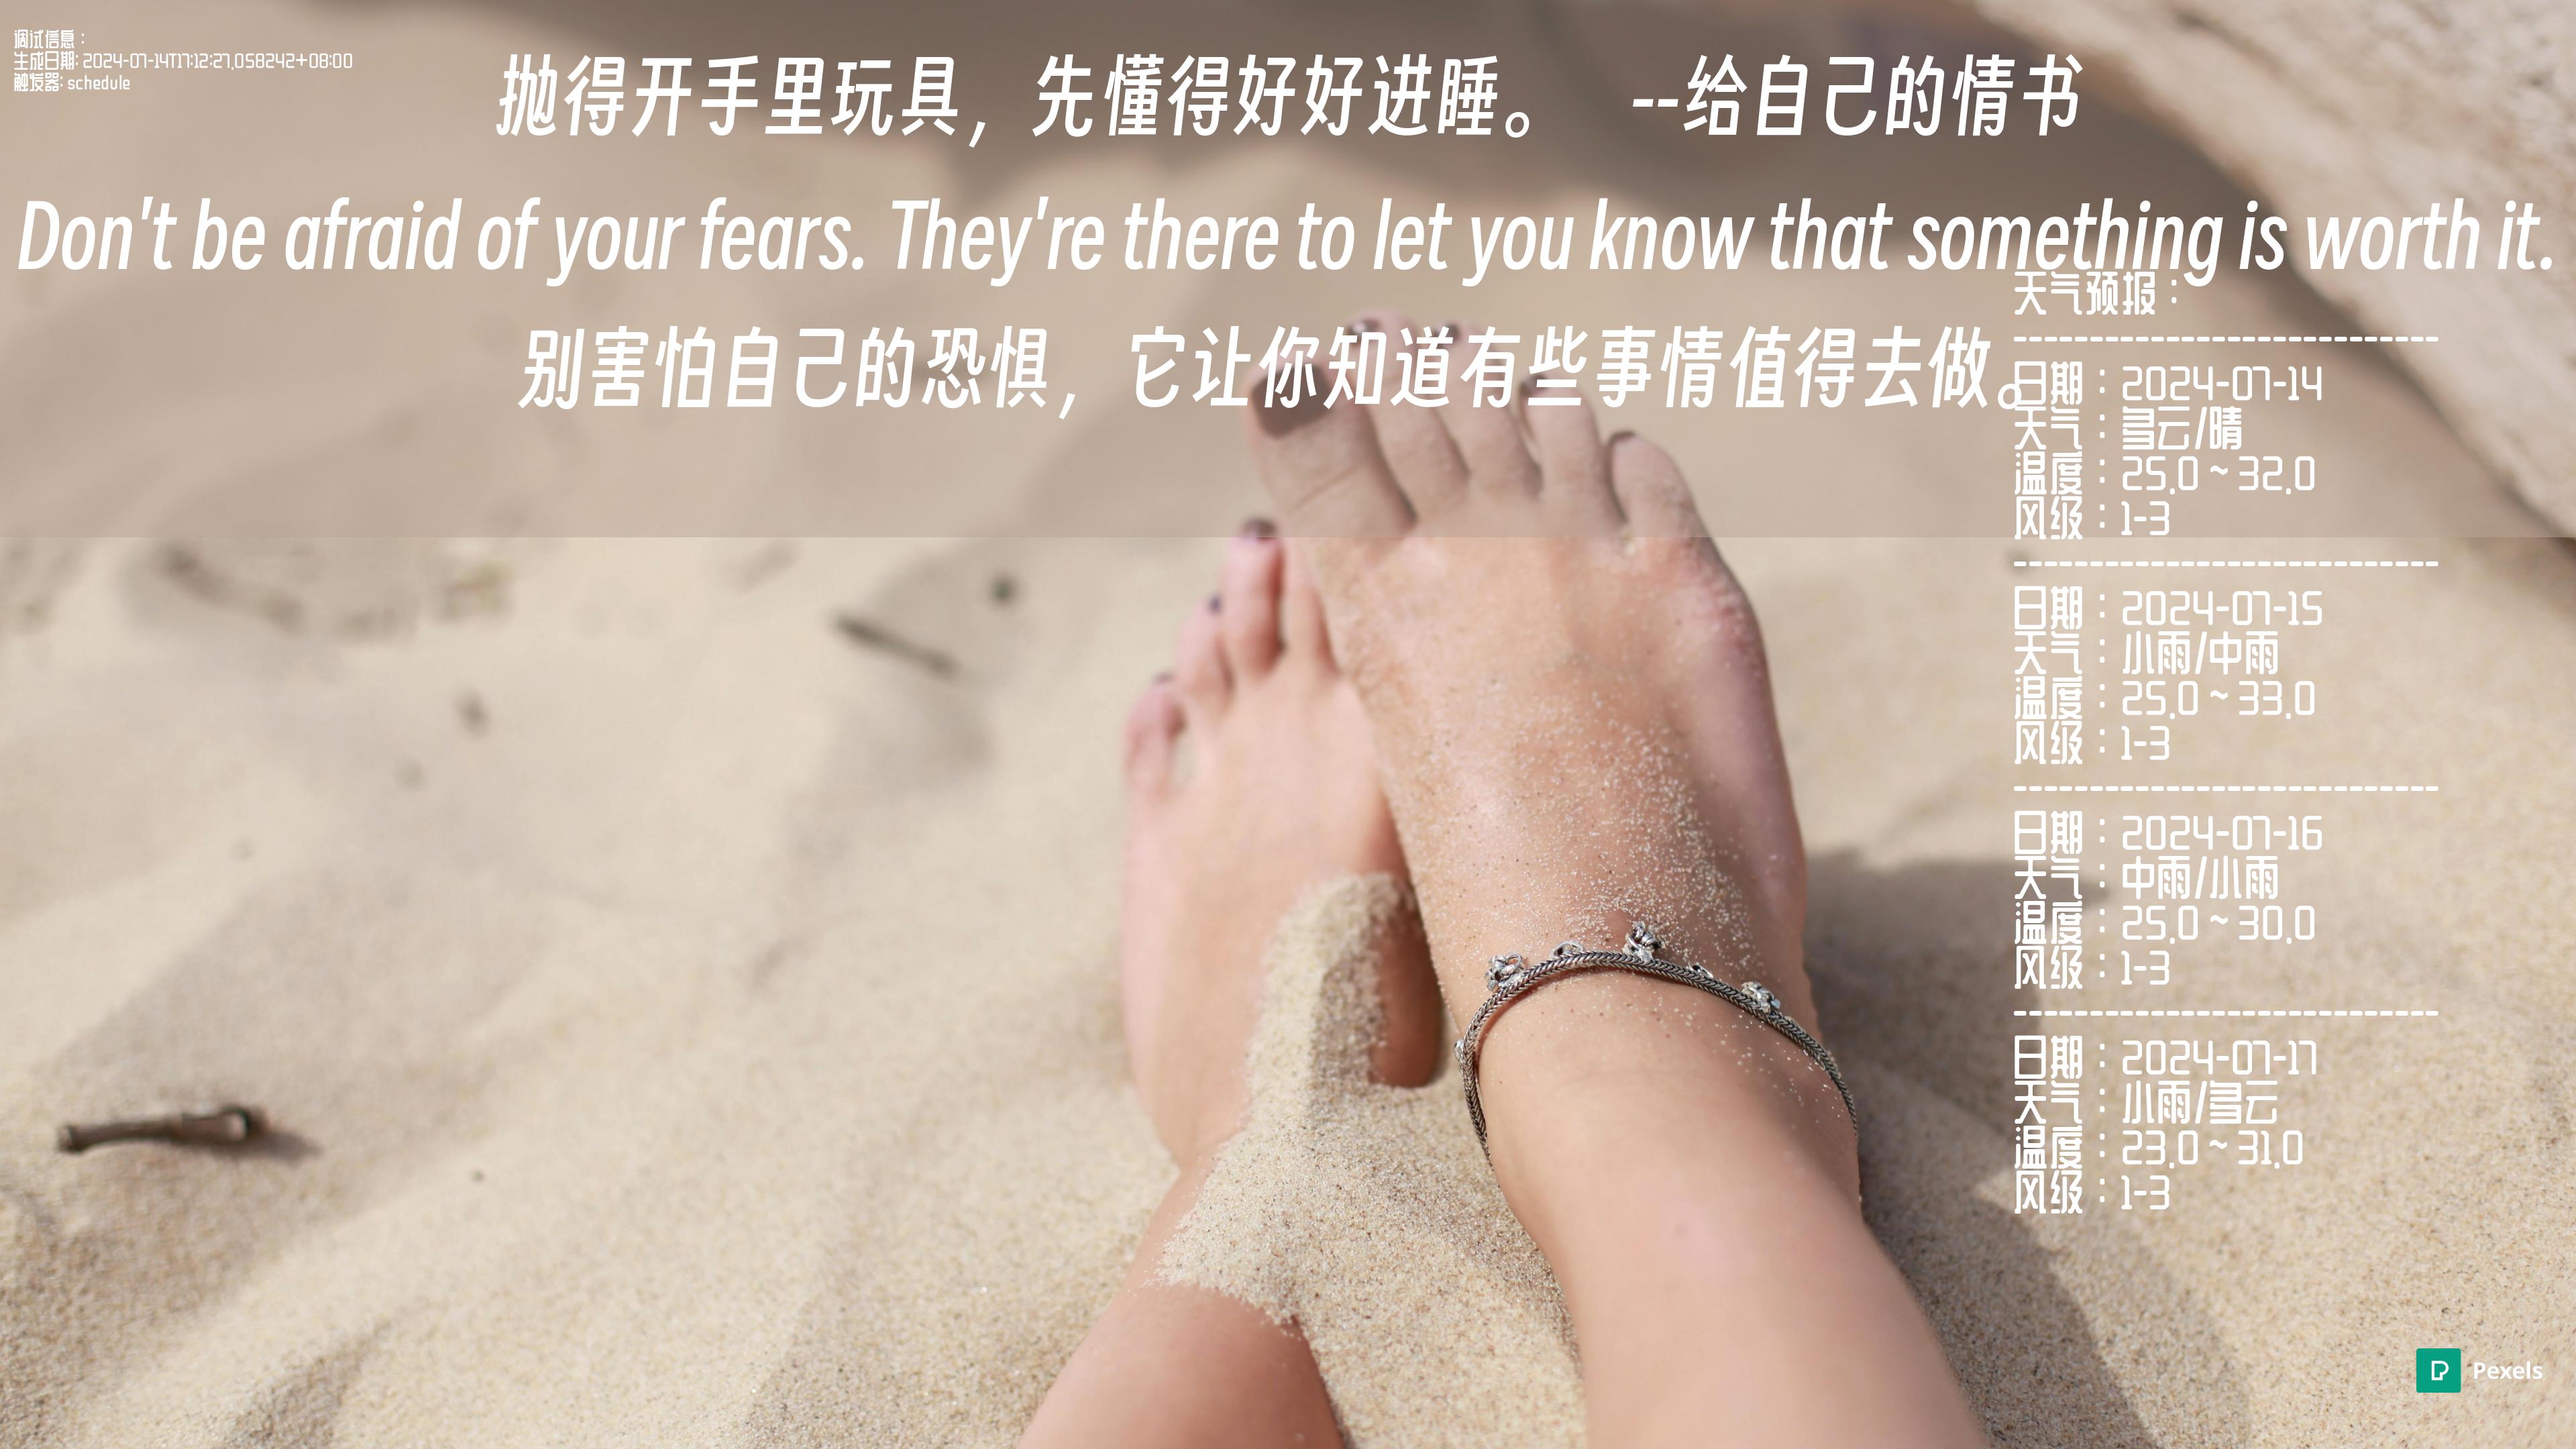 调试信息：
生成日期: 2024-07-14T17:12:27.058242+08:00
触发器: schedule
抛得开手里玩具，先懂得好好进睡。 --给自己的情书
Don't be afraid of your fears. They're there to let you know that something is worth it.
别害怕自己的恐惧，它让你知道有些事情值得去做。
天气预报：
---------------------------
日期：2024-07-14
天气：多云/晴
温度：25.0 ~ 32.0
风级：1-3
---------------------------
日期：2024-07-15
天气：小雨/中雨
温度：25.0 ~ 33.0
风级：1-3
---------------------------
日期：2024-07-16
天气：中雨/小雨
温度：25.0 ~ 30.0
风级：1-3
---------------------------
日期：2024-07-17
天气：小雨/多云
温度：23.0 ~ 31.0
风级：1-3
Pexels